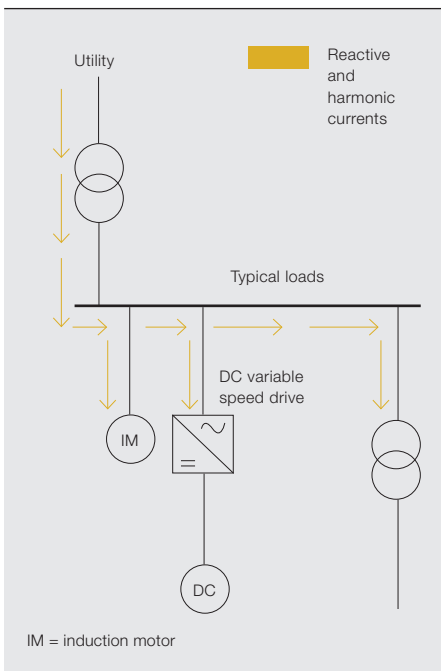 Utility
Reactive
and
harmonic
currents
Typical loads
DC variable
speed drive
IM
DC
IM = induction motor